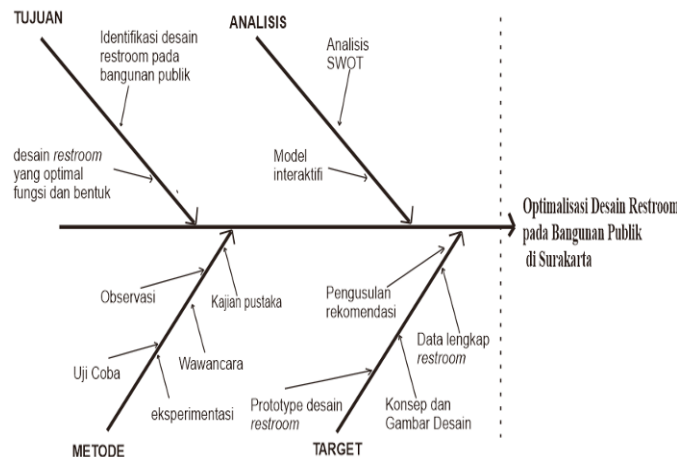 TUJUAN
Identifikasi desain
restroom pada
bangunan publik
desain restroom
yang optimal
fungsi dan bentuk
ANALISIS
Analisis
SWOT
Model
interaktifi
Optimalisasi Desain Restroom
pada Bangunan Publik
di Surakarta
Observasi
Kajian pustaka
Uji Coba
Wawancara
eksperimentasi
METODE
Pengusulan
rekomendasi
Data lengkap
restroom
Prototype desain
restroom
Konsep dan
Gambar Desain
TARGET